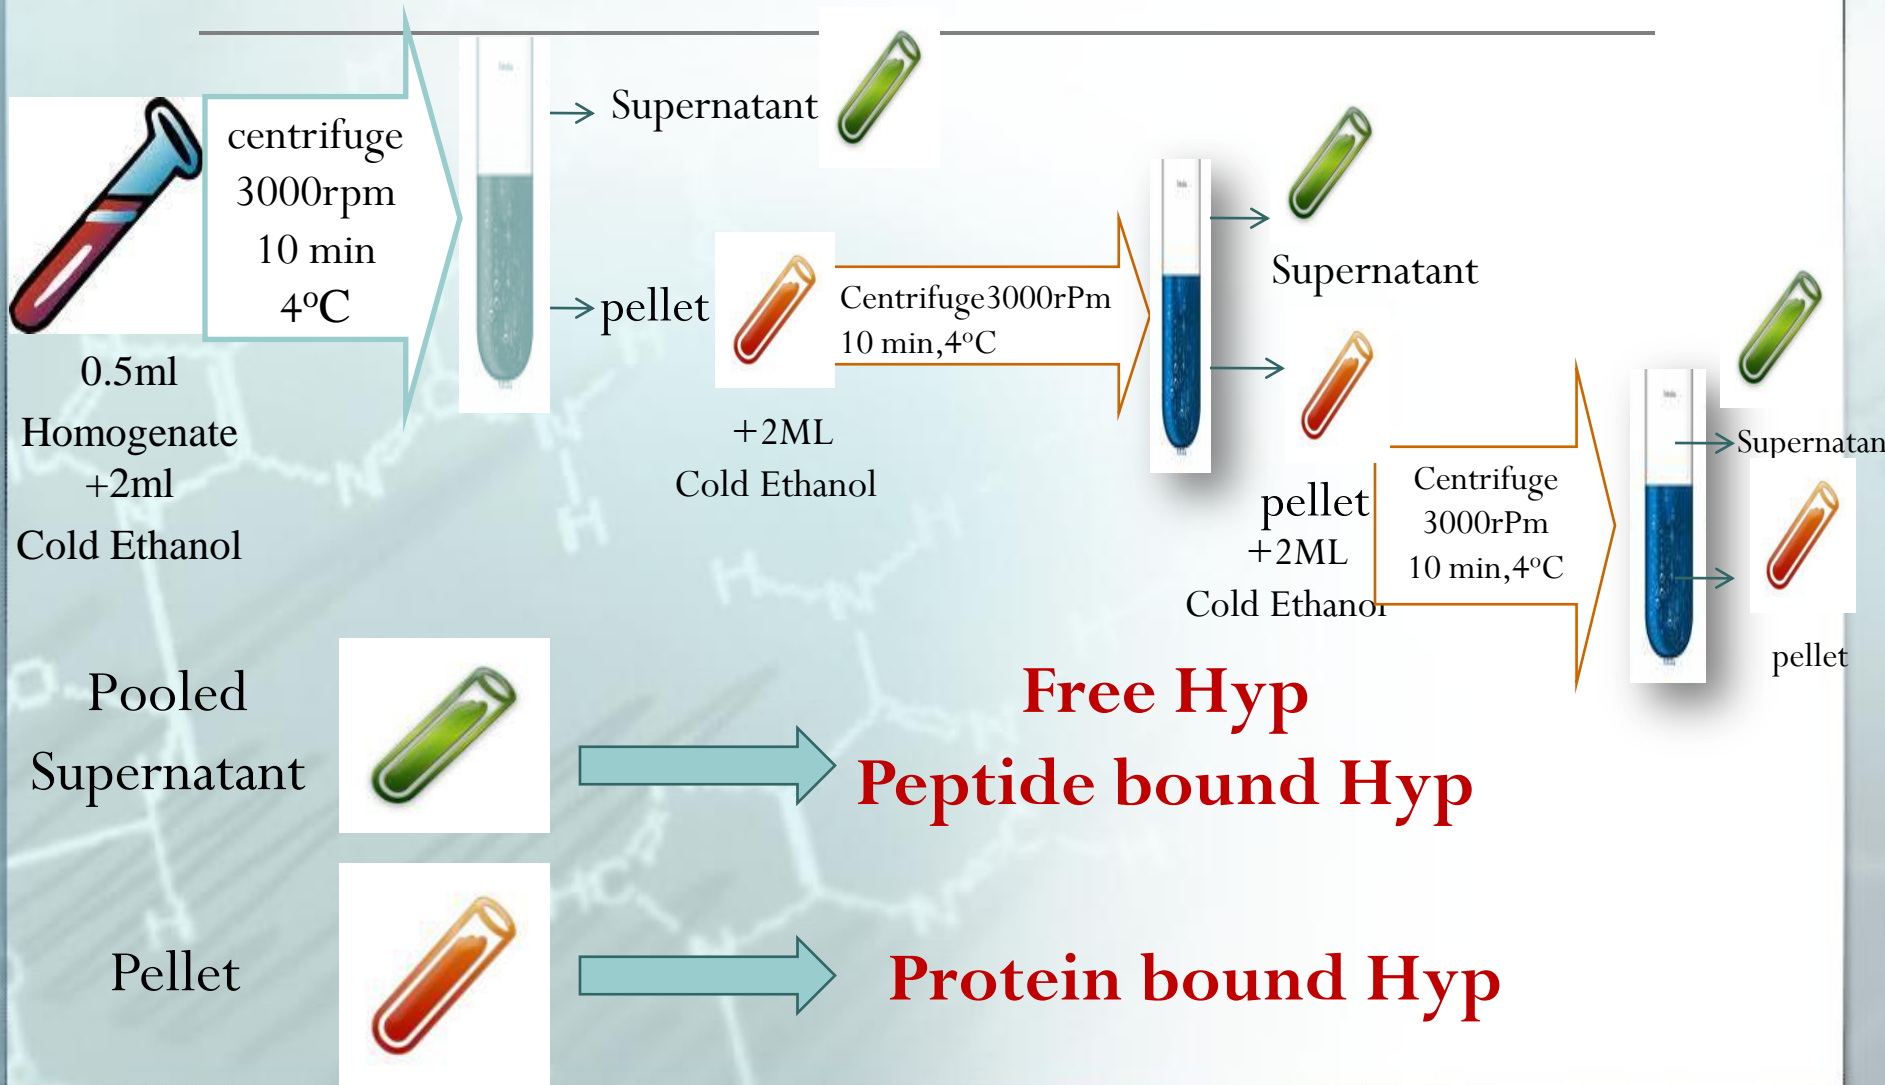 centrifuge
3000rpm
10 min
4°C
0.5ml
Homogenate
+2ml
Cold Ethanol
Supernatant
pellet
+2ML
Cold Ethanol
Centrifuge3000rPm
10 min,4°C
Supernatant
pellet
+2ML
Cold Ethanol
Centrifuge
3000rPm
10 min,4°C
Supernatan
pellet
Pooled
Supernatant
Free Hyp
Peptide bound Hyp
Pellet
Protein bound Hyp